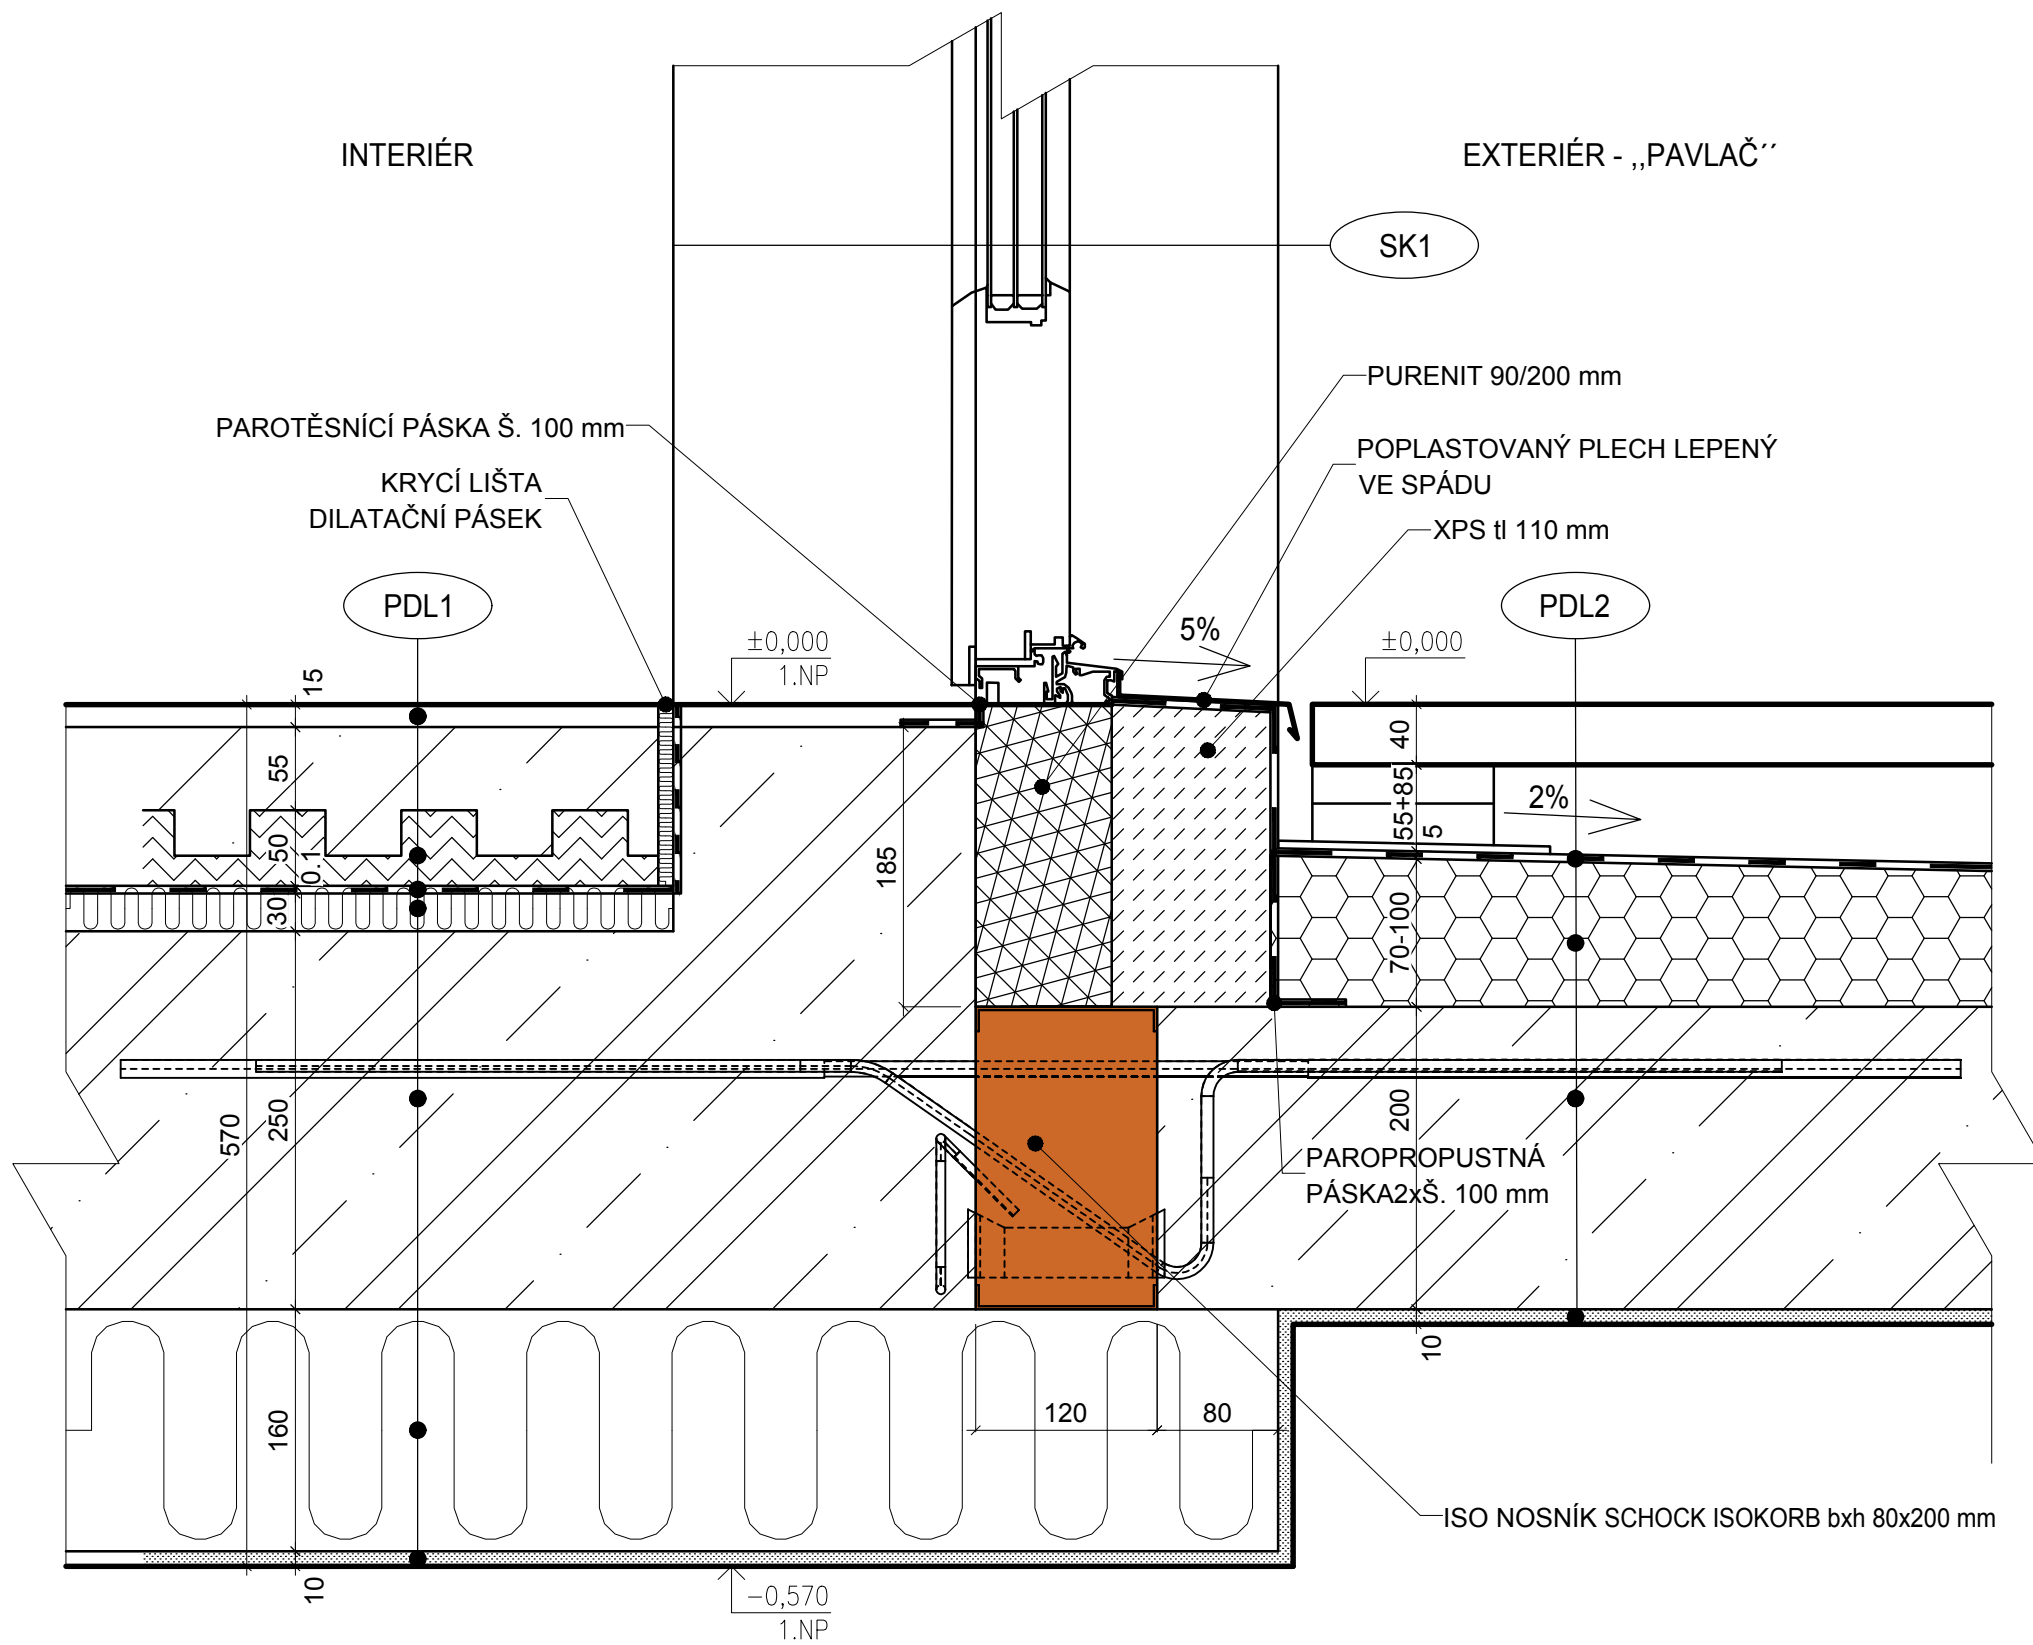 INTERIÉR
EXTERIÉR - ,,PAVLAČ´´
SK1
PURENIT 90/200 mm
PAROTĚSNÍCÍ PÁSKA Š. 100 mm
POPLASTOVANÝ PLECH LEPENÝ
VE SPÁDU
KRYCÍ LIŠTA
DILATAČNÍ PÁSEK
XPS tl 110 mm
PDL1
PDL2
±0,000
1.NP
5%
±0,000
15
55
50
0.1
30
250
570
160
10
185
40
55+85
5
2%
70-100
200
10
PAROPROPUSTNÁ
PÁSKA2xŠ. 100 mm
120
80
ISO NOSNÍK SCHOCK ISOKORB bxh 80x200 mm
-0,570
1.NP